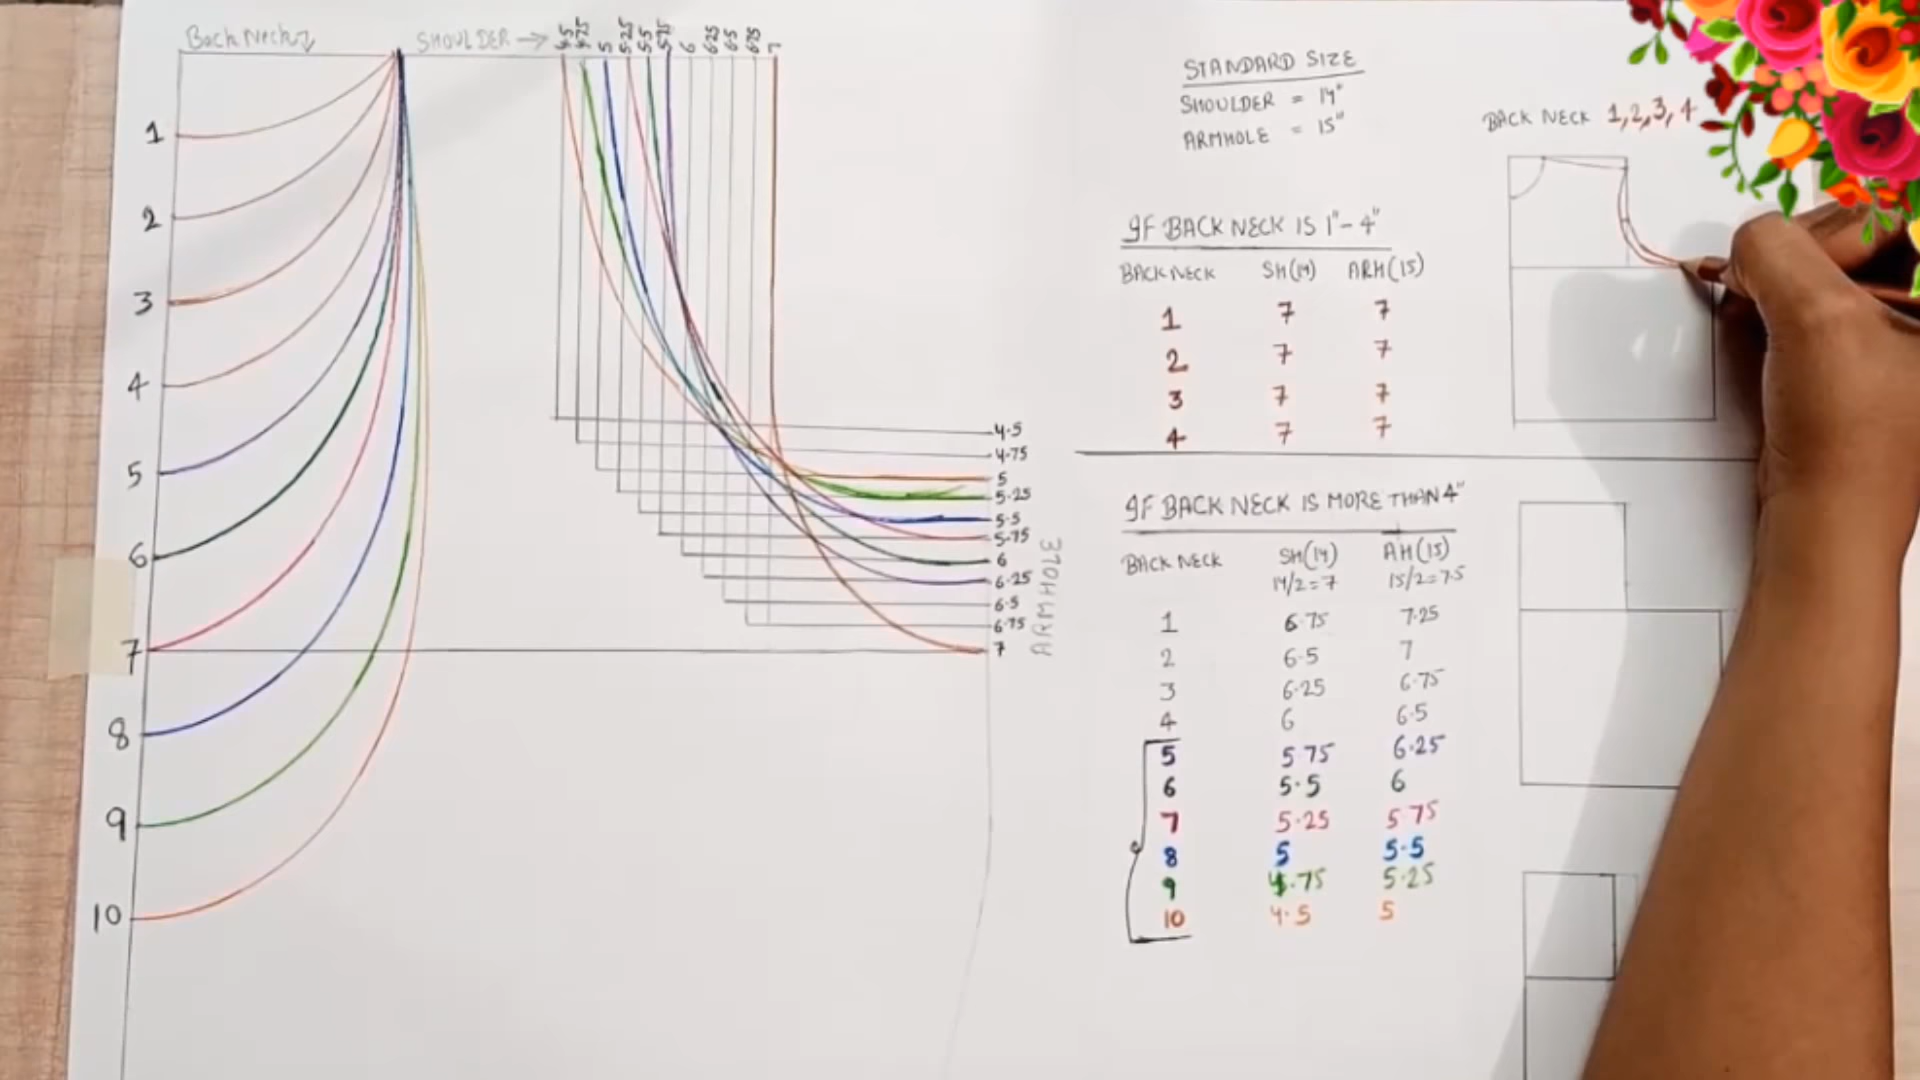 Back Neck
SHOULDER →
4.5
4.75
5
5.25
5.5
5.75
6
6.25
6.5
6.75
7
1
2
3
4
5
6
7
8
9
10
4.5
4.75
5
5.25
5.5
5.75
6
6.25
6.5
6.75
7
ARMHOLE
STANDARD SIZE
SHOULDER = 14"
ARMHOLE = 15"
BACK NECK 1,2,3,4
IF BACK NECK IS 1"-4"
BACK NECK SH(14) ARH(15)
1 7 7
2 7 7
3 7 7
4 7 7
IF BACK NECK IS MORE THAN 4"
BACK NECK SH(14) AH(15)
14/2=7 15/2=7.5
1 6.75 7.25
2 6.5 7
3 6.25 6.75
4 6 6.5
5 5.75 6.25
6 5.5 6
7 5.25 5.75
8 5 5.5
9 4.75 5.25
10 4.5 5